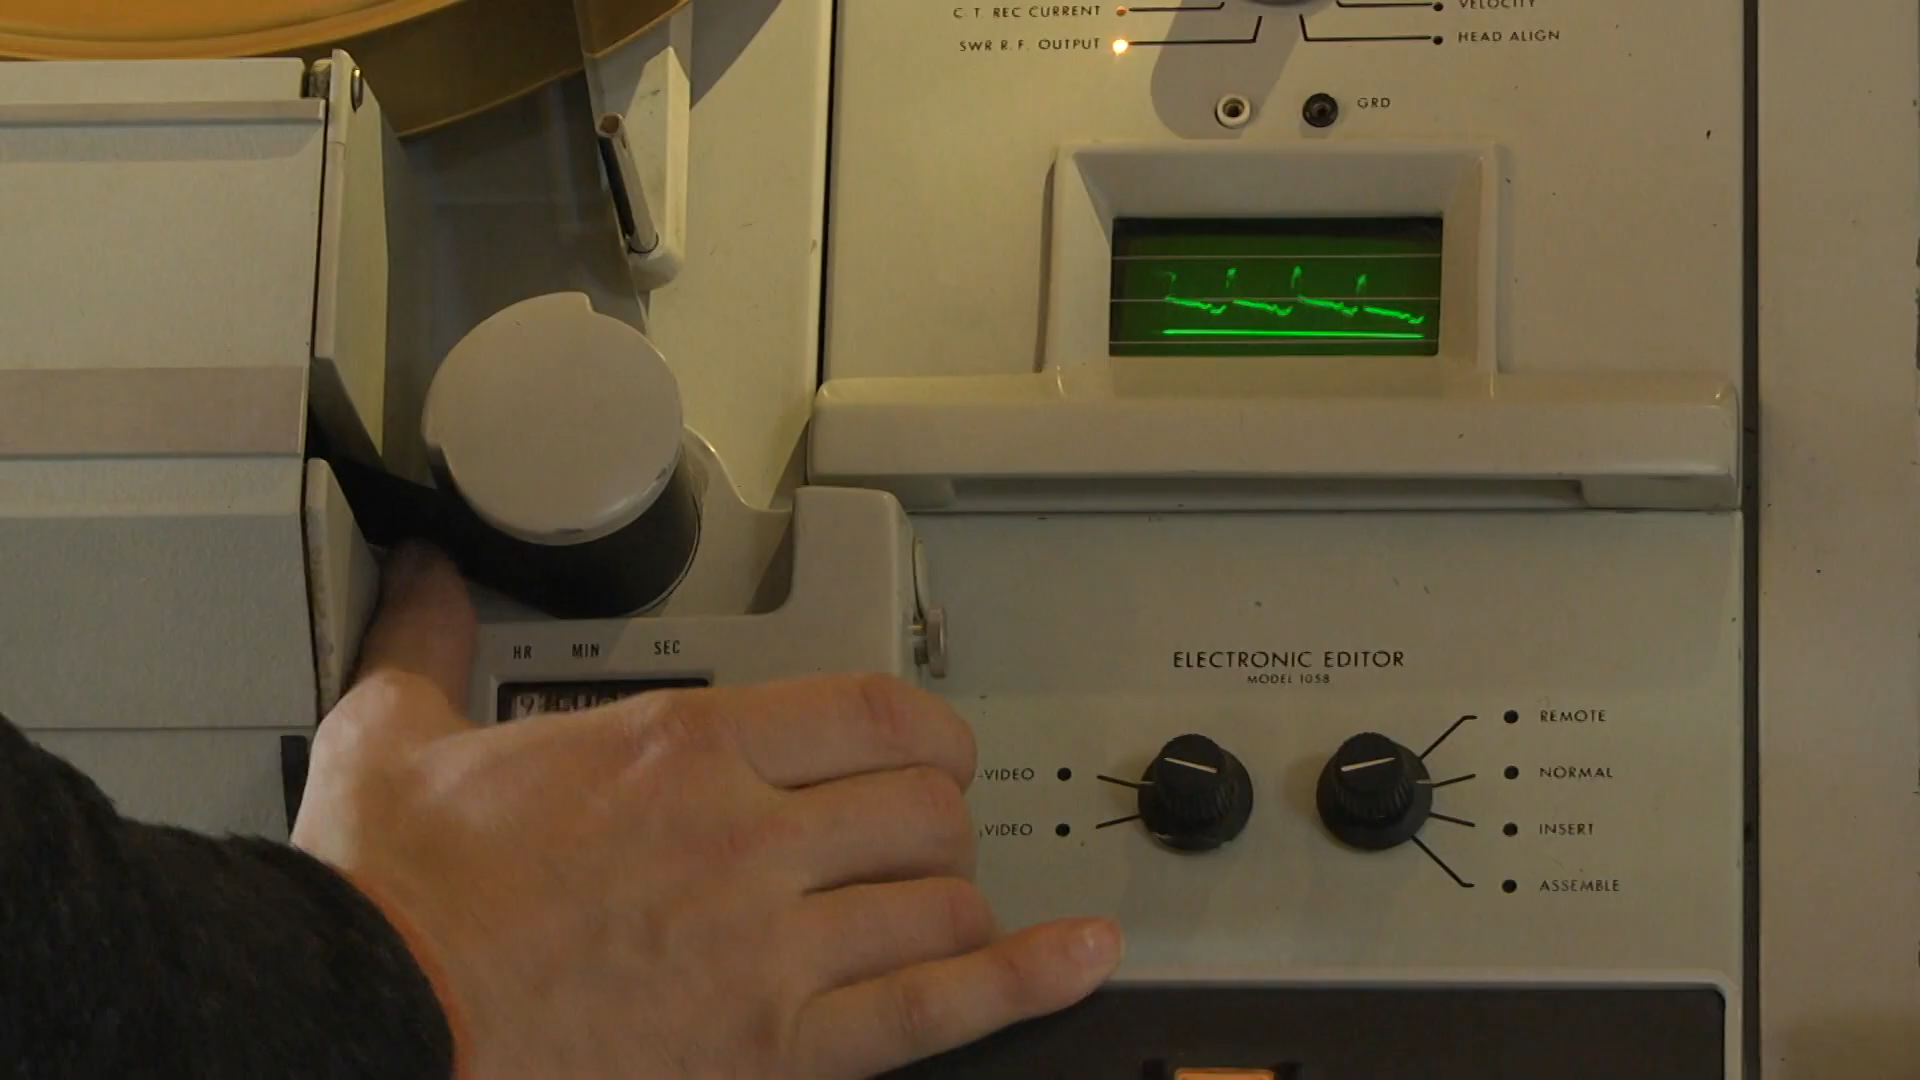 C.T. REC CURRENT
VELOCITY
SWR R.F. OUTPUT
HEAD ALIGN
GRD
HR MIN SEC
ELECTRONIC EDITOR
MODEL 1058
REMOTE
-VIDEO
NORMAL
VIDEO
INSERT
ASSEMBLE